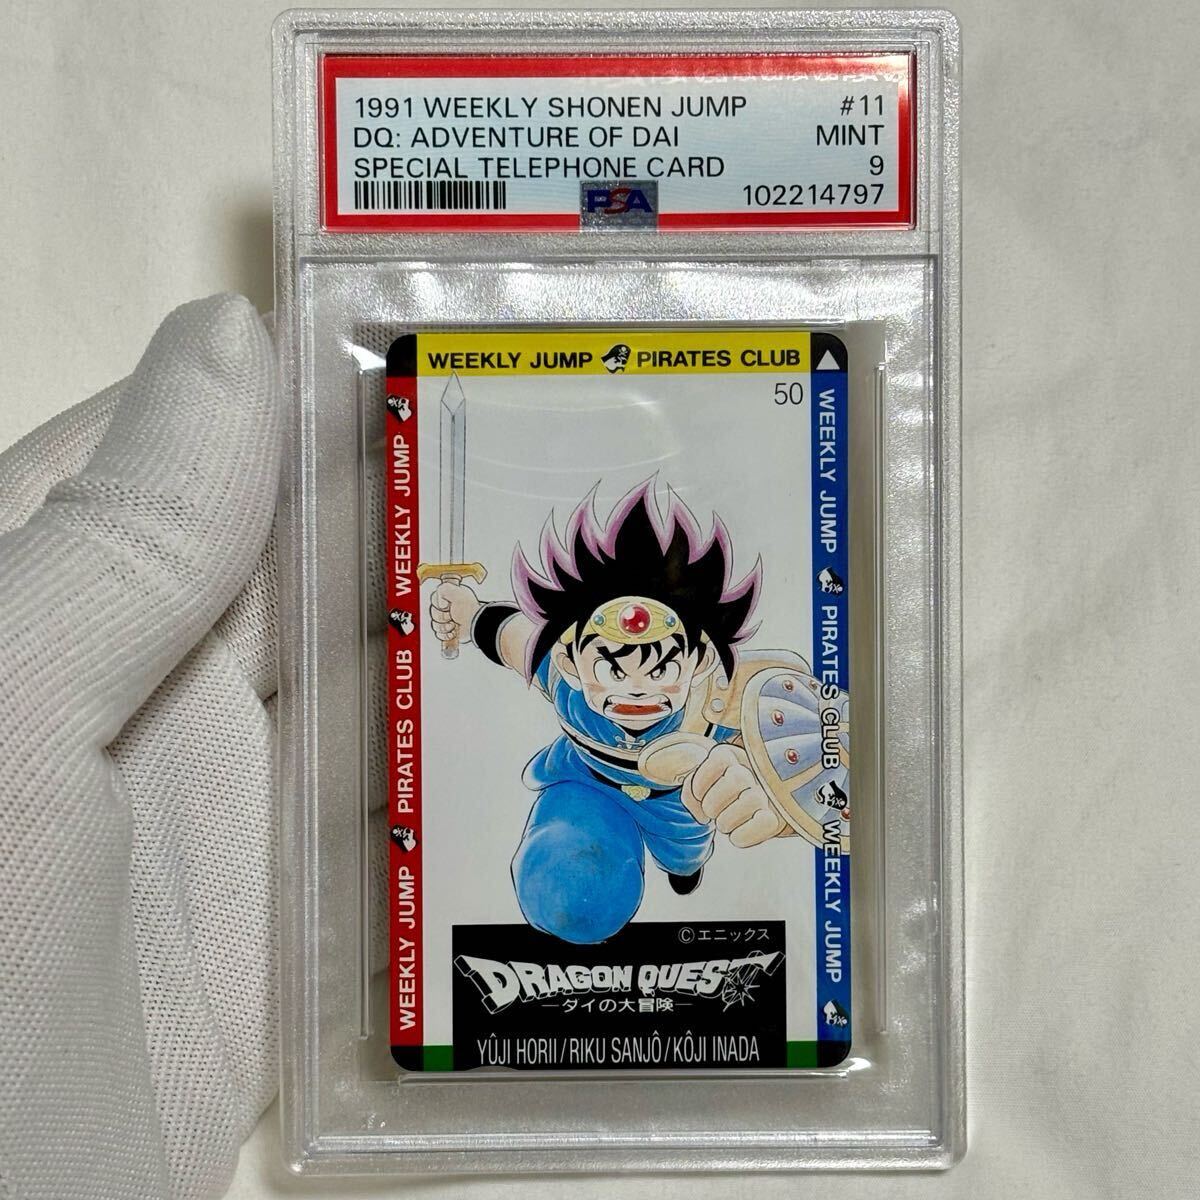 1991 WEEKLY SHONEN JUMP #11
DQ: ADVENTURE OF DAI MINT
SPECIAL TELEPHONE CARD 9
PSA 102214797
WEEKLY JUMP PIRATES CLUB
50
WEEKLY JUMP PIRATES CLUB WEEKLY JUMP
WEEKLY JUMP PIRATES CLUB WEEKLY JUMP
©エニックス
DRAGON QUEST
―ダイの大冒険―
YÛJI HORII/RIKU SANJÔ/KÔJI INADA